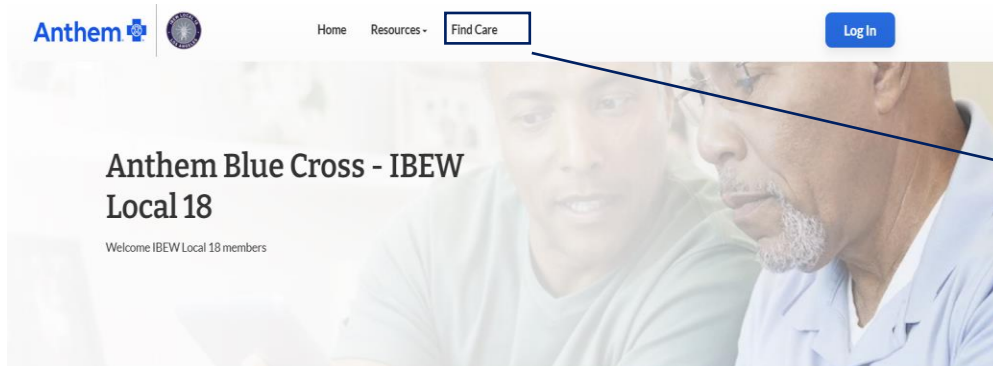 Anthem
Home Resources Find Care Log In
Anthem Blue Cross - IBEW
Local 18
Welcome IBEW Local 18 members